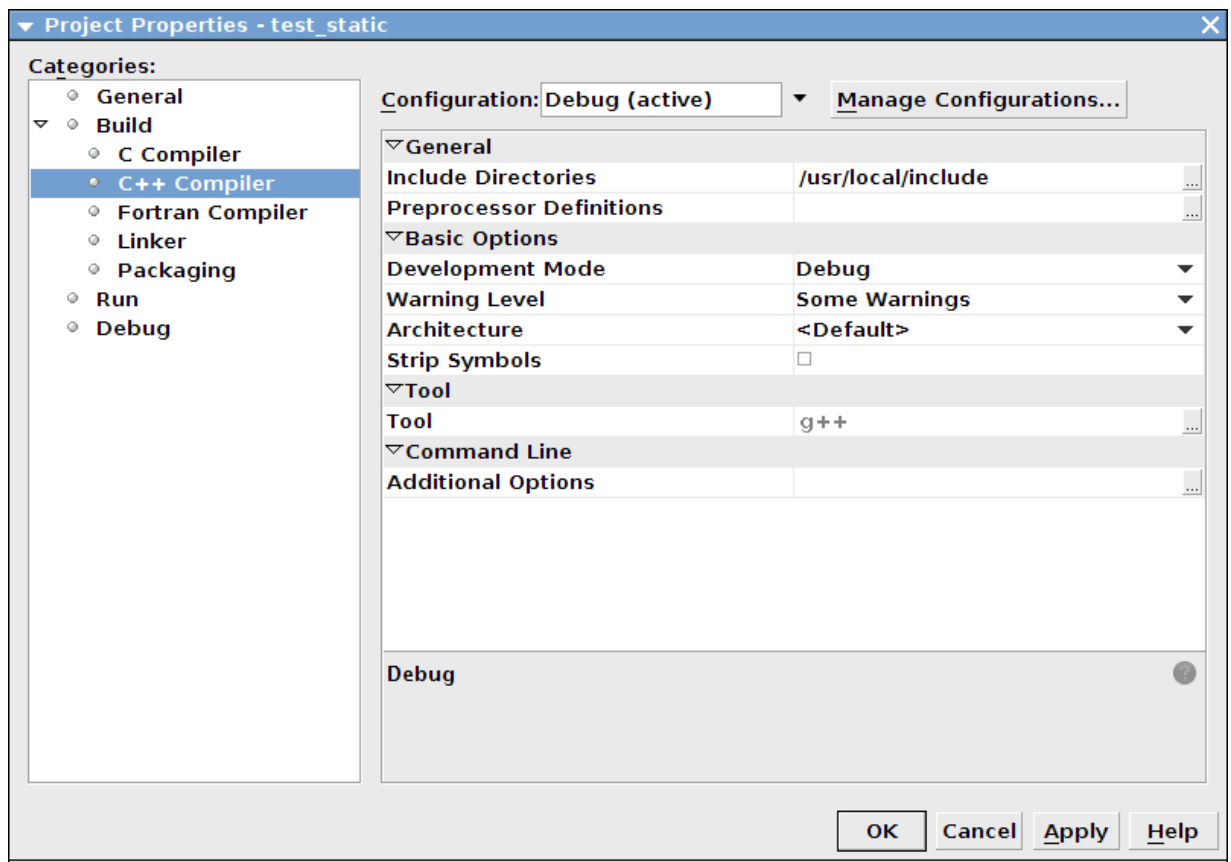 Project Properties - test_static
Categories:
General
Build
C Compiler
C++ Compiler
Fortran Compiler
Linker
Packaging
Run
Debug
Configuration: Debug (active) Manage Configurations...
General
Include Directories /usr/local/include ...
Preprocessor Definitions ...
Basic Options
Development Mode Debug
Warning Level Some Warnings
Architecture <Default>
Strip Symbols
Tool
Tool g++ ...
Command Line
Additional Options ...
Debug ?
OK Cancel Apply Help